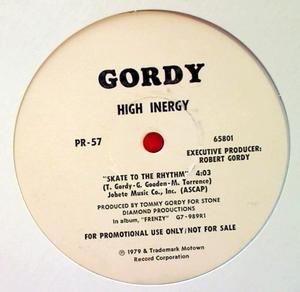 GORDY
HIGH INERGY
PR-57
65801
EXECUTIVE PRODUCER:
ROBERT GORDY
"SKATE TO THE RHYTHM" 4:03
(T. Gordy-G. Gooden-M. Torrence)
Jobete Music Co., Inc. (ASCAP)
PRODUCED BY TOMMY GORDY FOR STONE
DIAMOND PRODUCTIONS
In album, "FRENZY" G7-989R1
FOR PROMOTIONAL USE ONLY/NOT FOR SALE
℗ 1979 & Trademark Motown
Record Corporation